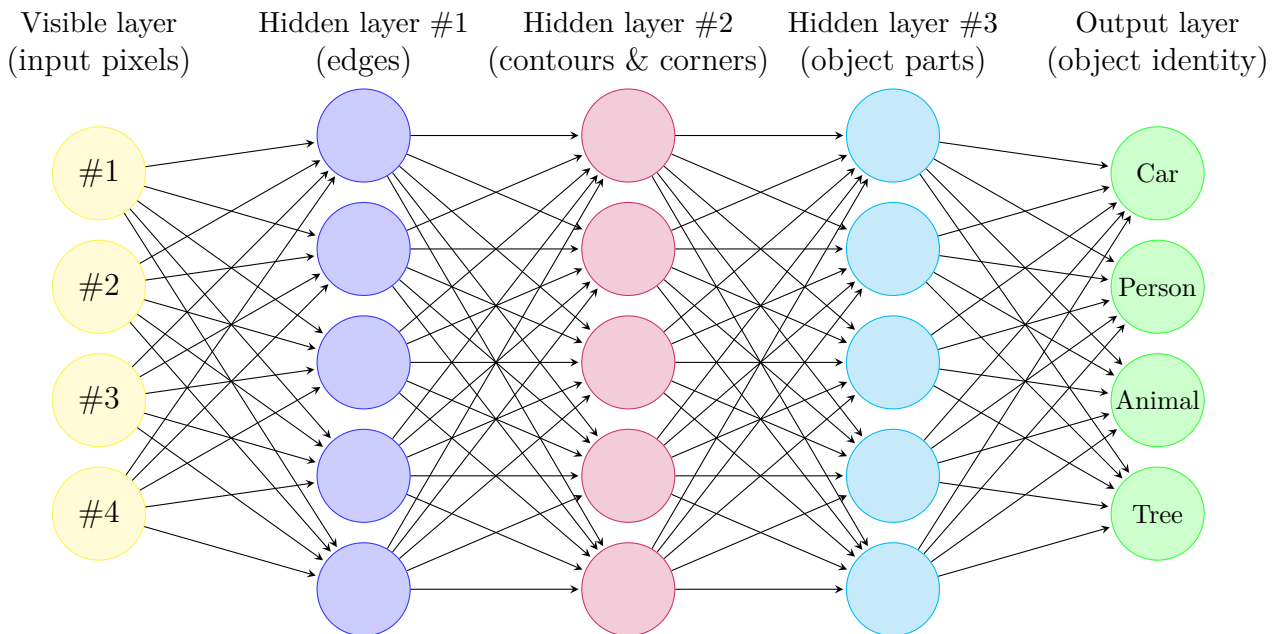 Visible layer
(input pixels)
Hidden layer #1
(edges)
Hidden layer #2
(contours & corners)
Hidden layer #3
(object parts)
Output layer
(object identity)
#1
#2
#3
#4
Car
Person
Animal
Tree